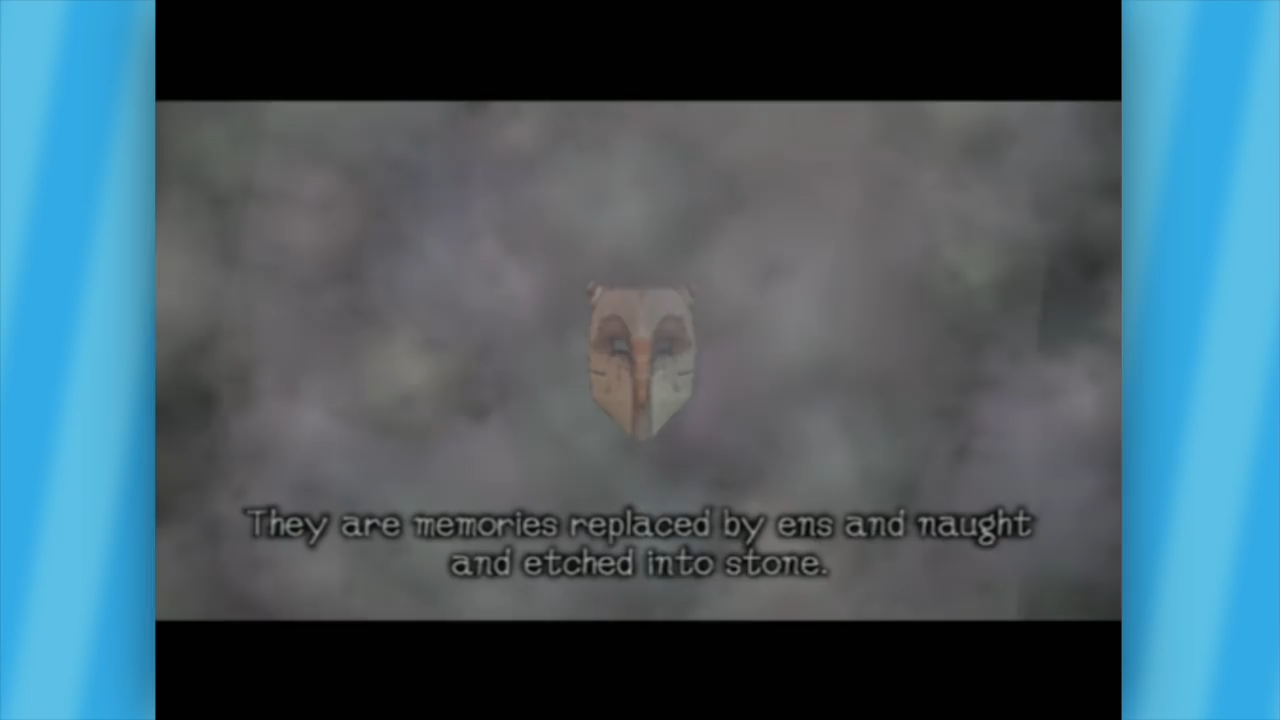 They are memories replaced by ens and naught
and etched into stone.